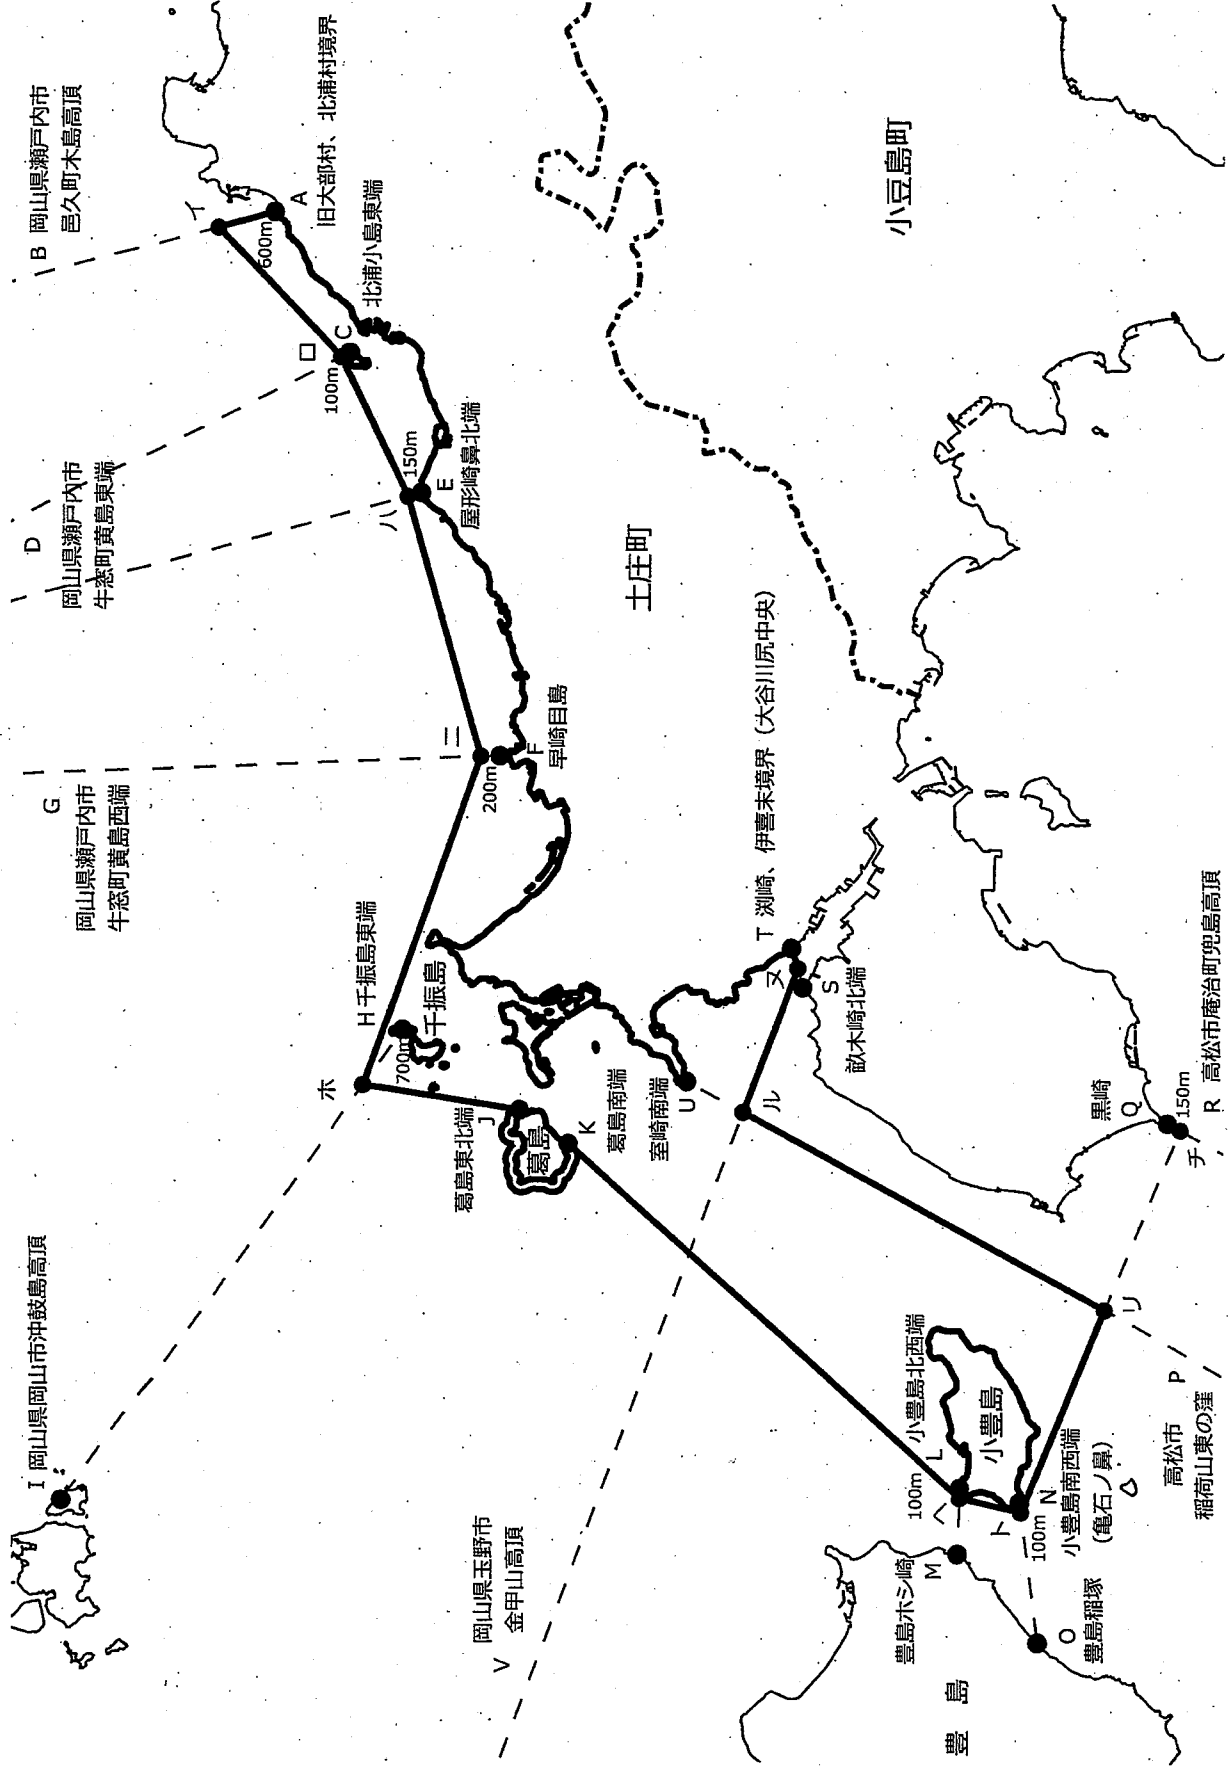 I 岡山県岡山市沖鼓島高頂
G
岡山県瀬戸内市
牛窓町黄島西端
D
岡山県瀬戸内市
牛窓町黄島東端
B 岡山県瀬戸内市
邑久町木島高頂
イ
600m
A
旧大部村、北浦村境界
ロ
C
100m
北浦小島東端
ハ
150m
E
屋形崎鼻北端
ニ
200m
F
早崎目島
ホ
H 千振島東端
700m
千振島
葛島東北端
J
葛島
K
葛島南端
室崎南端
U
V
岡山県玉野市
金甲山高頂
土庄町
小豆島町
T 渕崎、伊喜末境界（大谷川尻中央）
ヌ
S
畝木崎北端
ル
小豊島北西端
L
100m
ヘ
小豊島
豊島ホシ崎
M
ト
100m
N
小豊島南西端
（亀石ノ鼻）
O
豊島稲塚
豊 島
リ
P
高松市
稲荷山東の窪
黒崎
Q
150m
チ
R 高松市庵治町兜島高頂